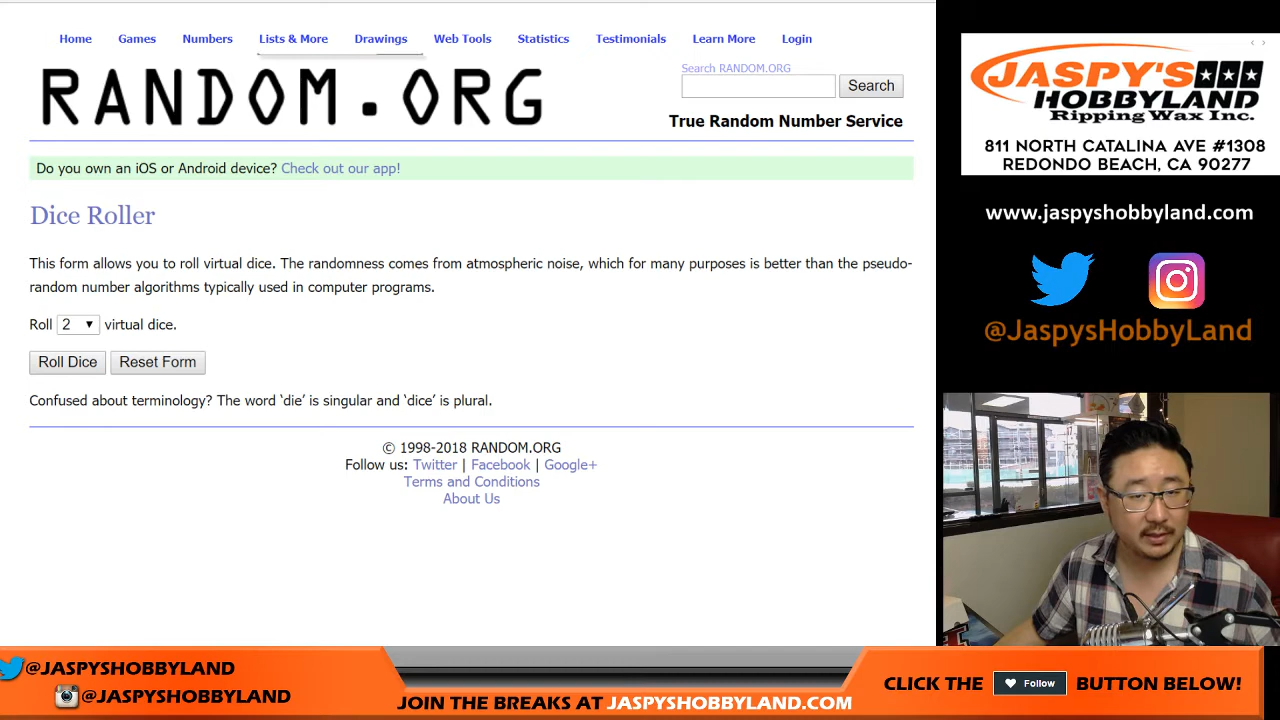 Home Games Numbers Lists & More Drawings Web Tools Statistics Testimonials Learn More Login
RANDOM.ORG
Search RANDOM.ORG
Search
True Random Number Service
Do you own an iOS or Android device? Check out our app!
Dice Roller
This form allows you to roll virtual dice. The randomness comes from atmospheric noise, which for many purposes is better than the pseudo-
random number algorithms typically used in computer programs.
Roll 2 virtual dice.
Roll Dice Reset Form
Confused about terminology? The word ‘die’ is singular and ‘dice’ is plural.
© 1998-2018 RANDOM.ORG
Follow us: Twitter | Facebook | Google+
Terms and Conditions
About Us
JASPY'S
HOBBYLAND
Ripping Wax Inc.
811 NORTH CATALINA AVE #1308
REDONDO BEACH, CA 90277
www.jaspyshobbyland.com
@JaspysHobbyLand
@JASPYSHOBBYLAND
@JASPYSHOBBYLAND
JOIN THE BREAKS AT JASPYSHOBBYLAND.COM
CLICK THE Follow BUTTON BELOW!